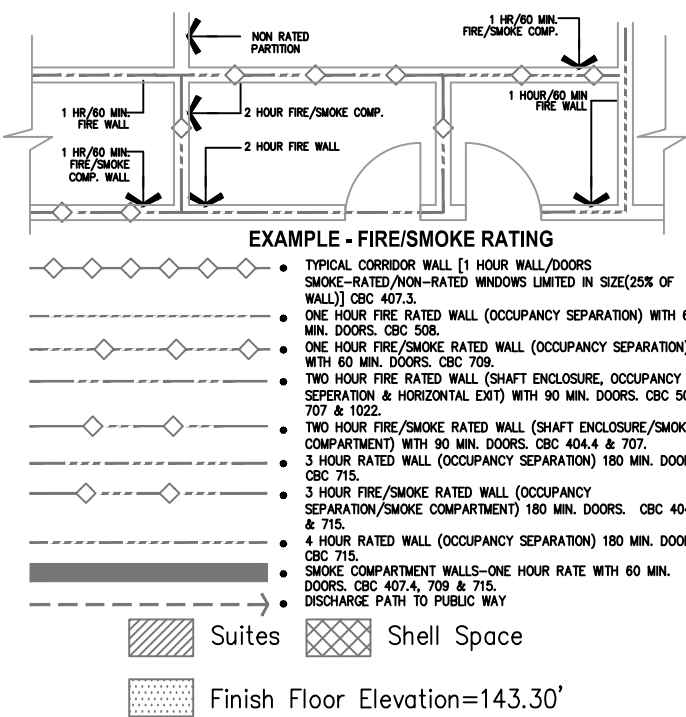 NON RATED
PARTITION
1 HR/60 MIN.
FIRE/SMOKE COMP.
1 HR/60 MIN.
FIRE WALL
2 HOUR FIRE/SMOKE COMP.
1 HOUR/60 MIN
FIRE WALL
1 HR/60 MIN.
FIRE/SMOKE
COMP. WALL
2 HOUR FIRE WALL
EXAMPLE - FIRE/SMOKE RATING
TYPICAL CORRIDOR WALL [1 HOUR WALL/DOORS
SMOKE-RATED/NON-RATED WINDOWS LIMITED IN SIZE(25% OF
WALL)] CBC 407.3.
ONE HOUR FIRE RATED WALL (OCCUPANCY SEPARATION) WITH
MIN. DOORS. CBC 508.
ONE HOUR FIRE/SMOKE RATED WALL (OCCUPANCY SEPARATION)
WITH 60 MIN. DOORS. CBC 709.
TWO HOUR FIRE RATED WALL (SHAFT ENCLOSURE, OCCUPANCY
SEPERATION & HORIZONTAL EXIT) WITH 90 MIN. DOORS. CBC
707 & 1022.
TWO HOUR FIRE/SMOKE RATED WALL (SHAFT ENCLOSURE/SMOK
COMPARTMENT) WITH 90 MIN. DOORS. CBC 404.4 & 707.
3 HOUR RATED WALL (OCCUPANCY SEPARATION) 180 MIN. DOO
CBC 715.
3 HOUR FIRE/SMOKE RATED WALL (OCCUPANCY
SEPARATION/SMOKE COMPARTMENT) 180 MIN. DOORS. CBC
& 715.
4 HOUR RATED WALL (OCCUPANCY SEPARATION) 180 MIN. DOO
CBC 715.
SMOKE COMPARTMENT WALLS-ONE HOUR RATE WITH 60 MIN.
DOORS. CBC 407.4, 709 & 715.
DISCHARGE PATH TO PUBLIC WAY
Suites
Shell Space
Finish Floor Elevation=143.30'